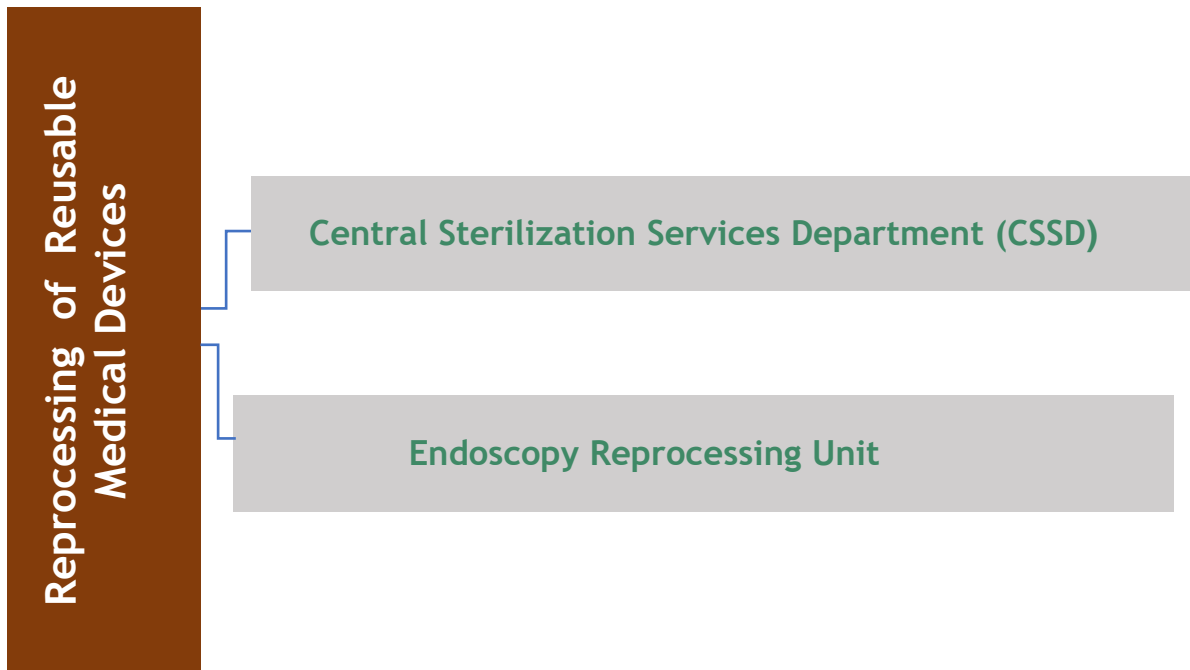 Reprocessing of Reusable
Medical Devices
Central Sterilization Services Department (CSSD)
Endoscopy Reprocessing Unit